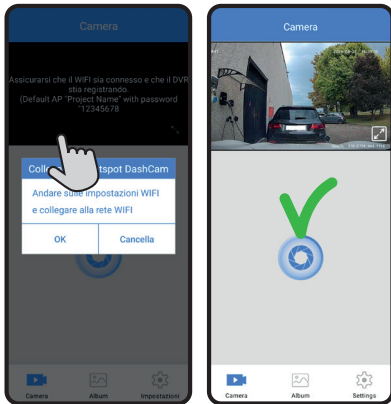 Camera
Assicurarsi che il WIFI sia connesso e che il DVR
stia registrando.
(Default AP "Project Name" with password
"12345678
tspot DashCam
Andare sulle impostazioni WIFI
e collegare alla rete WIFI
OK
Cancella
Camera
Album
Impostazioni
Camera
Camera
Album
Settings